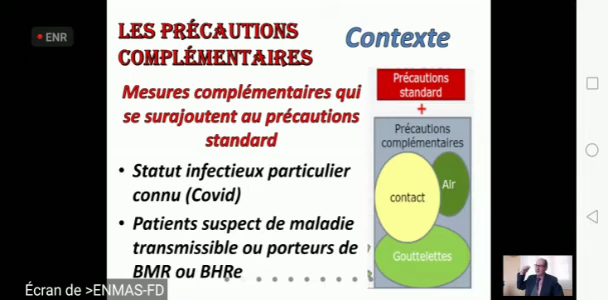 ENR
LES PRÉCAUTIONS
COMPLÉMENTAIRES
Contexte
Mesures complémentaires qui
se surajoutent au précautions
standard
• Statut infectieux particulier
connu (Covid)
• Patients suspect de maladie
transmissible ou porteurs de
BMR ou BHRe
Précautions
standard
+
Précautions
complémentaires
contact
Air
Gouttelettes
Écran de >ENMAS-FD